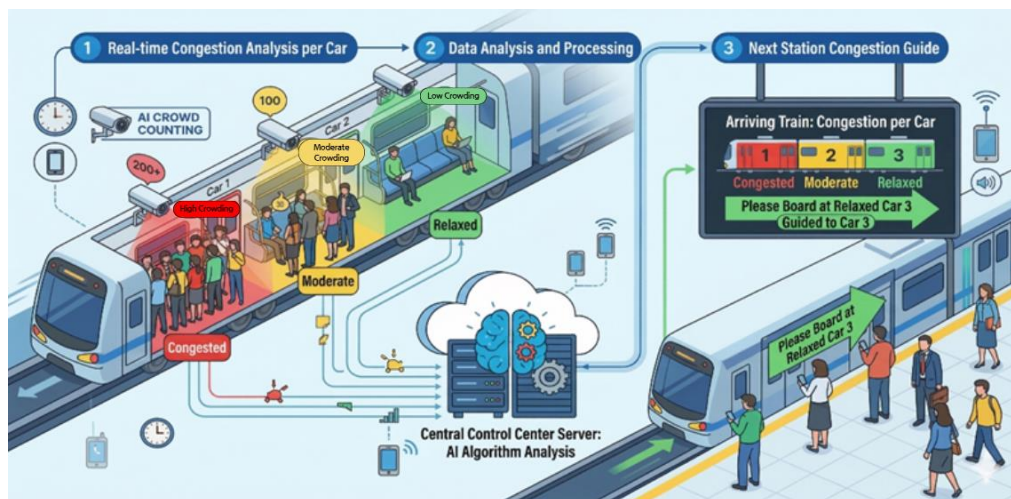 1 Real-time Congestion Analysis per Car
2 Data Analysis and Processing
3 Next Station Congestion Guide
AI CROWD
COUNTING
200+
100
Car 1
Car 2
High Crowding
Moderate
Crowding
Low Crowding
Congested
Moderate
Relaxed
Central Control Center Server:
AI Algorithm Analysis
Arriving Train: Congestion per Car
1 2 3
Congested Moderate Relaxed
Please Board at Relaxed Car 3
Guided to Car 3
Please Board at
Relaxed Car 3